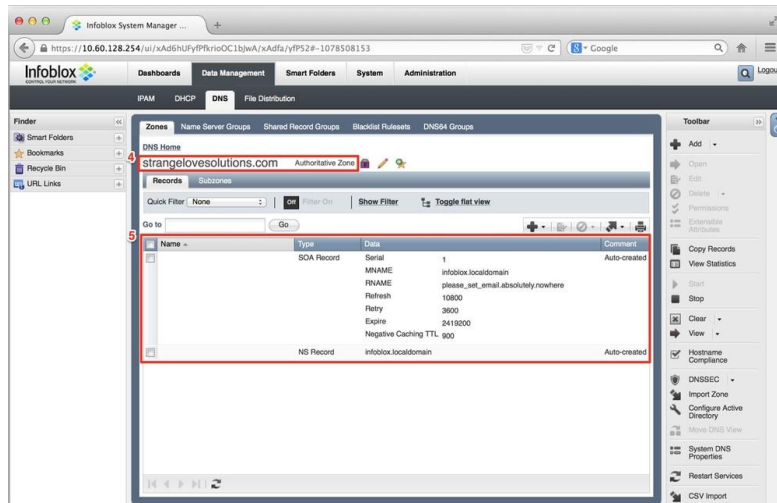 Infoblox System Manager ...
https://10.60.128.254/ui/xAd6hUFyfPfkrioOC1bJwA/xAdfa/yfP52#-1078508153
Google
Infoblox
CONTROL YOUR NETWORK
Dashboards Data Management Smart Folders System Administration
Logou
IPAM DHCP DNS File Distribution
Finder
Smart Folders
Bookmarks
Recycle Bin
URL Links
Zones Name Server Groups Shared Record Groups Blacklist Rulesets DNS64 Groups
DNS Home
4
strangelovesolutions.com Authoritative Zone
Records Subzones
Quick Filter None Off Filter On Show Filter Toggle flat view
Go to Go
5
Name Type Data Comment
SOA Record Serial 1 Auto-created
MNAME infoblox.localdomain
RNAME please_set_email.absolutely.nowhere
Refresh 10800
Retry 3600
Expire 2419200
Negative Caching TTL 900
NS Record infoblox.localdomain Auto-created
Toolbar
Add
Open
Edit
Delete
Permissions
Extensible
Attributes
Copy Records
View Statistics
Start
Stop
Clear
View
Hostname
Compliance
DNSSEC
Import Zone
Configure Active
Directory
Move DNS View
System DNS
Properties
Restart Services
CSV Import